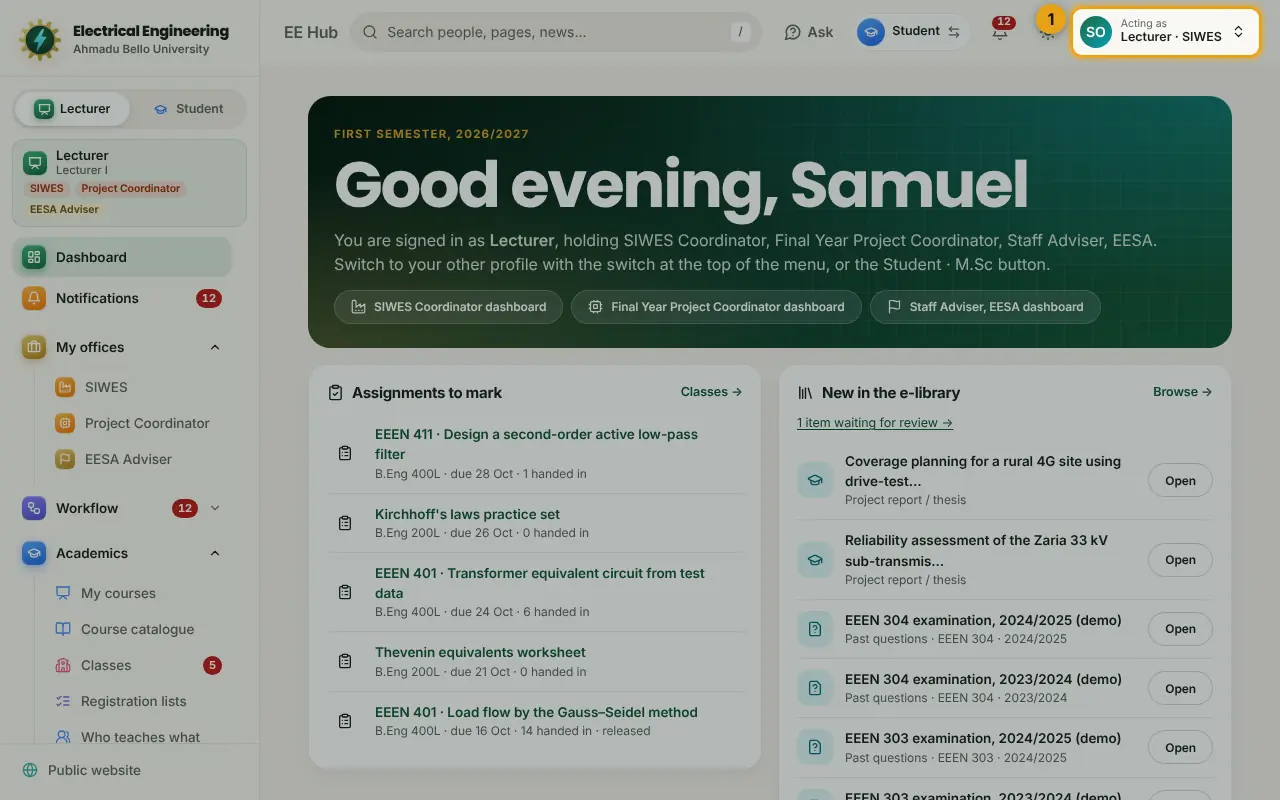 Electrical Engineering
Ahmadu Bello University
EE Hub
Search people, pages, news...
/
Ask
Student
12
1
SO
Acting as
Lecturer · SIWES
Lecturer
Student
Lecturer
Lecturer I
SIWES
Project Coordinator
EESA Adviser
Dashboard
Notifications
12
My offices
SIWES
Project Coordinator
EESA Adviser
Workflow
12
Academics
My courses
Course catalogue
Classes
5
Registration lists
Who teaches what
Public website
FIRST SEMESTER, 2026/2027
Good evening, Samuel
You are signed in as Lecturer, holding SIWES Coordinator, Final Year Project Coordinator, Staff Adviser, EESA.
Switch to your other profile with the switch at the top of the menu, or the Student · M.Sc button.
SIWES Coordinator dashboard
Final Year Project Coordinator dashboard
Staff Adviser, EESA dashboard
Assignments to mark
Classes →
EEEN 411 · Design a second-order active low-pass
filter
B.Eng 400L · due 28 Oct · 1 handed in
Kirchhoff's laws practice set
B.Eng 200L · due 26 Oct · 0 handed in
EEEN 401 · Transformer equivalent circuit from test
data
B.Eng 400L · due 24 Oct · 6 handed in
Thevenin equivalents worksheet
B.Eng 200L · due 21 Oct · 0 handed in
EEEN 401 · Load flow by the Gauss–Seidel method
B.Eng 400L · due 16 Oct · 14 handed in · released
New in the e-library
Browse →
1 item waiting for review →
Coverage planning for a rural 4G site using
drive-test...
Project report / thesis
Open
Reliability assessment of the Zaria 33 kV
sub-transmis...
Project report / thesis
Open
EEEN 304 examination, 2024/2025 (demo)
Past questions · EEEN 304 · 2024/2025
Open
EEEN 304 examination, 2023/2024 (demo)
Past questions · EEEN 304 · 2023/2024
Open
EEEN 303 examination, 2024/2025 (demo)
Past questions · EEEN 303 · 2024/2025
Open
EEEN 303 examination, 2023/2024 (demo)